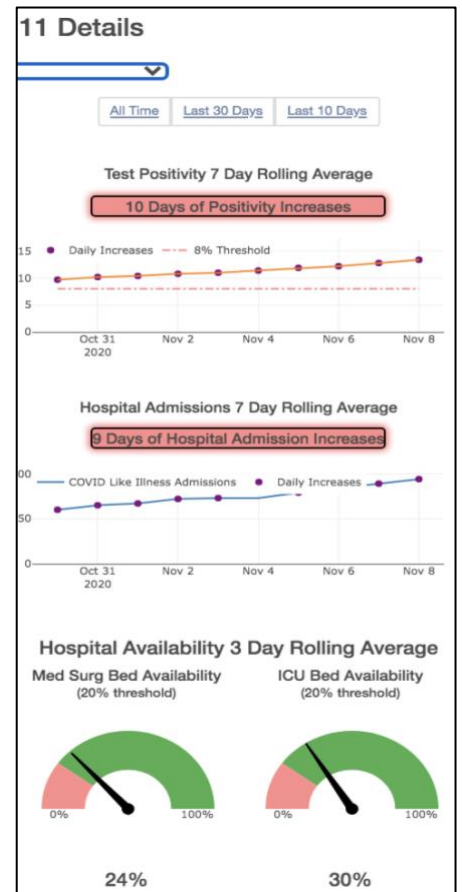 11 Details
All Time Last 30 Days Last 10 Days
Test Positivity 7 Day Rolling Average
10 Days of Positivity Increases
15 Daily Increases 8% Threshold
10
5
0
Oct 31 Nov 2 Nov 4 Nov 6 Nov 8
2020
Hospital Admissions 7 Day Rolling Average
9 Days of Hospital Admission Increases
00 COVID Like Illness Admissions Daily Increases
50
0
Oct 31 Nov 2 Nov 4 Nov 6 Nov 8
2020
Hospital Availability 3 Day Rolling Average
Med Surg Bed Availability ICU Bed Availability
(20% threshold) (20% threshold)
0% 100% 0% 100%
24% 30%